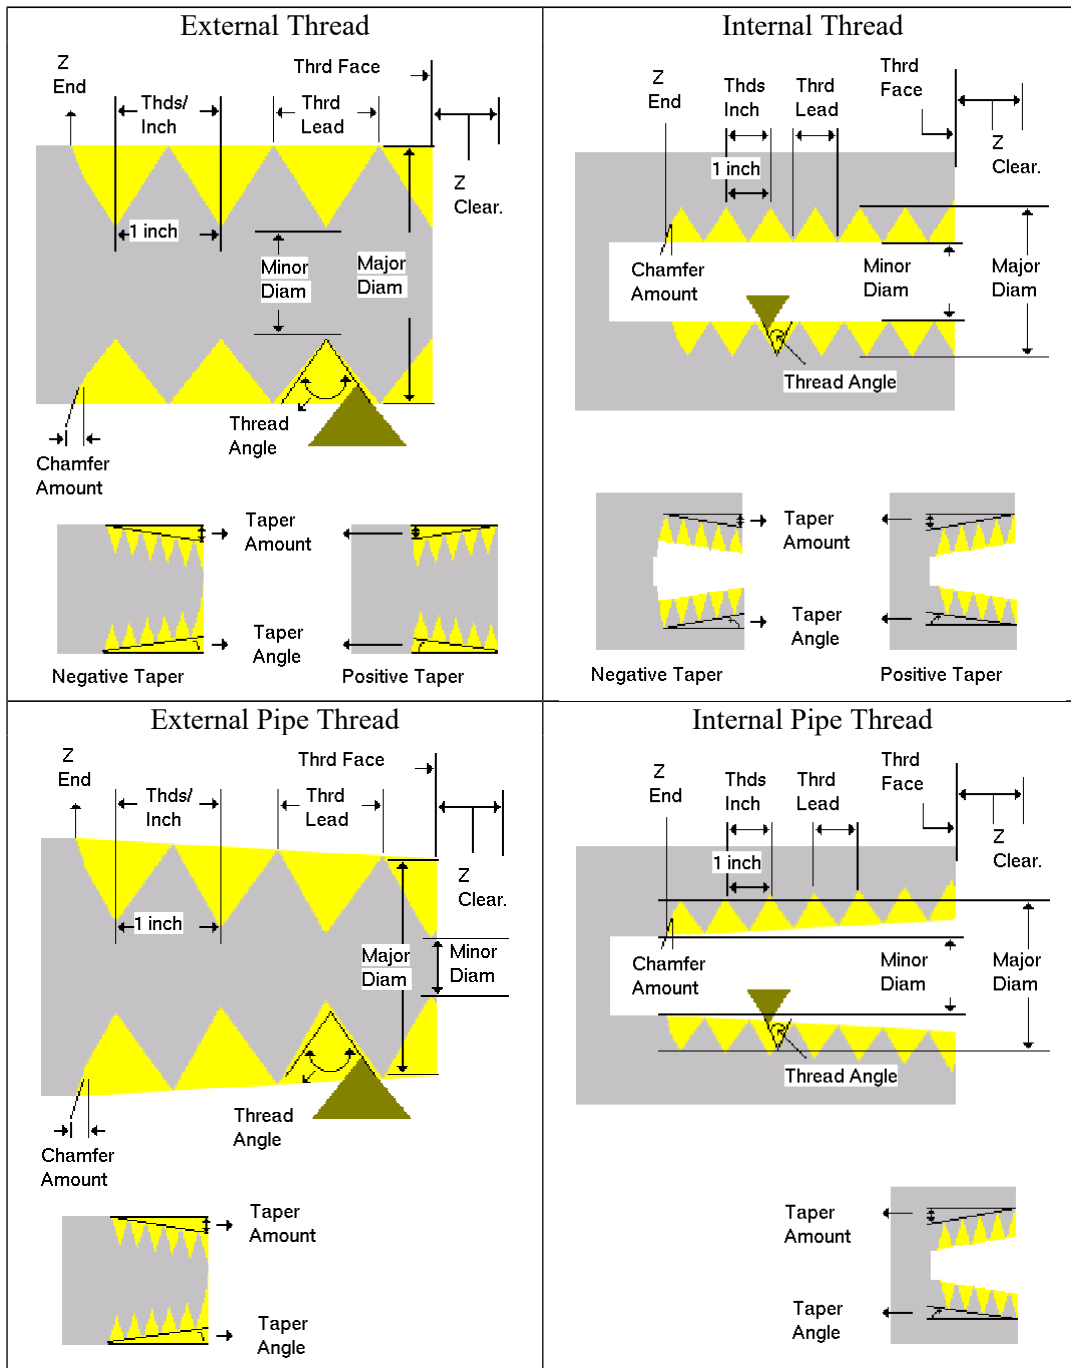 External Thread
Z
End
Thrd Face
Thds/
Inch
Thrd
Lead
Z
Clear.
1 inch
Minor
Diam
Major
Diam
Thread
Angle
Chamfer
Amount
Taper
Amount
Taper
Angle
Negative Taper
Positive Taper
Internal Thread
Z
End
Thds
Inch
Thrd
Lead
Thrd
Face
Z
Clear.
1 inch
Chamfer
Amount
Minor
Diam
Major
Diam
Thread Angle
Taper
Amount
Taper
Angle
Negative Taper
Positive Taper
External Pipe Thread
Z
End
Thrd Face
Thds/
Inch
Thrd
Lead
Z
Clear.
1 inch
Major
Diam
Minor
Diam
Thread
Angle
Chamfer
Amount
Taper
Amount
Taper
Angle
Internal Pipe Thread
Z
End
Thds
Inch
Thrd
Lead
Thrd
Face
Z
Clear.
1 inch
Chamfer
Amount
Minor
Diam
Major
Diam
Thread Angle
Taper
Amount
Taper
Angle